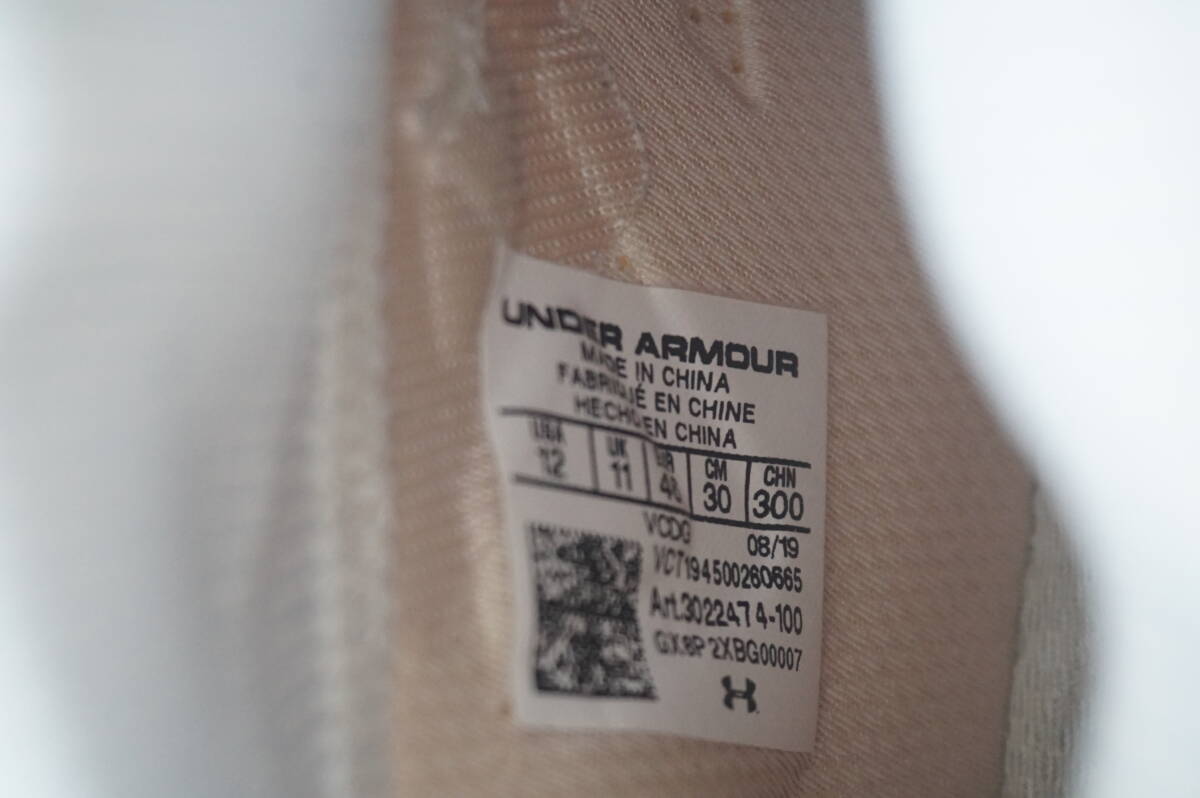 UNDER ARMOUR
MADE IN CHINA
FABRIQUÉ EN CHINE
HECHO EN CHINA
USA UK EUR CM CHN
12 11 46 30 300
VCDG 08/19
VC7194500260665
Art.3022474-100
GX8P2XBG00007